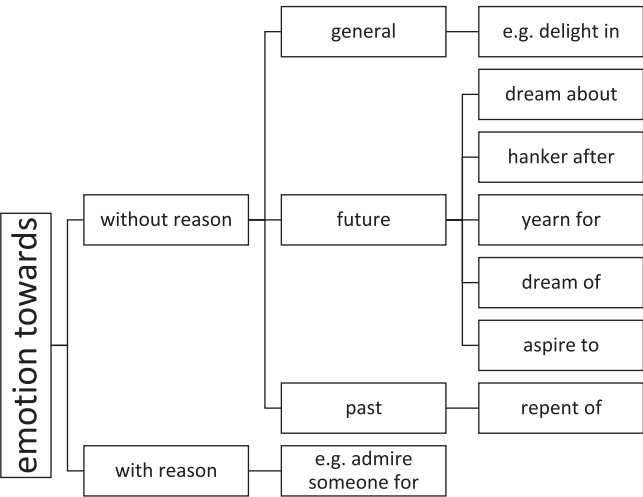 emotion towards
without reason
general
e.g. delight in
future
dream about
hanker after
yearn for
dream of
aspire to
past
repent of
with reason
e.g. admire
someone for